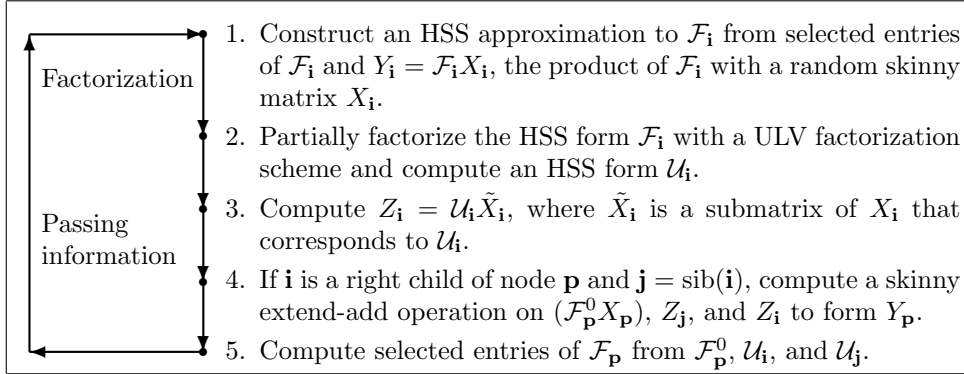 Factorization
Passing
information
1. Construct an HSS approximation to 𝓕ᵢ from selected entries
of 𝓕ᵢ and Yᵢ = 𝓕ᵢXᵢ, the product of 𝓕ᵢ with a random skinny
matrix Xᵢ.
2. Partially factorize the HSS form 𝓕ᵢ with a ULV factorization
scheme and compute an HSS form 𝓤ᵢ.
3. Compute Zᵢ = 𝓤ᵢX̃ᵢ, where X̃ᵢ is a submatrix of Xᵢ that
corresponds to 𝓤ᵢ.
4. If i is a right child of node p and j = sib(i), compute a skinny
extend-add operation on (𝓕ₚ⁰Xₚ), Zⱼ, and Zᵢ to form Yₚ.
5. Compute selected entries of 𝓕ₚ from 𝓕ₚ⁰, 𝓤ᵢ, and 𝓤ⱼ.